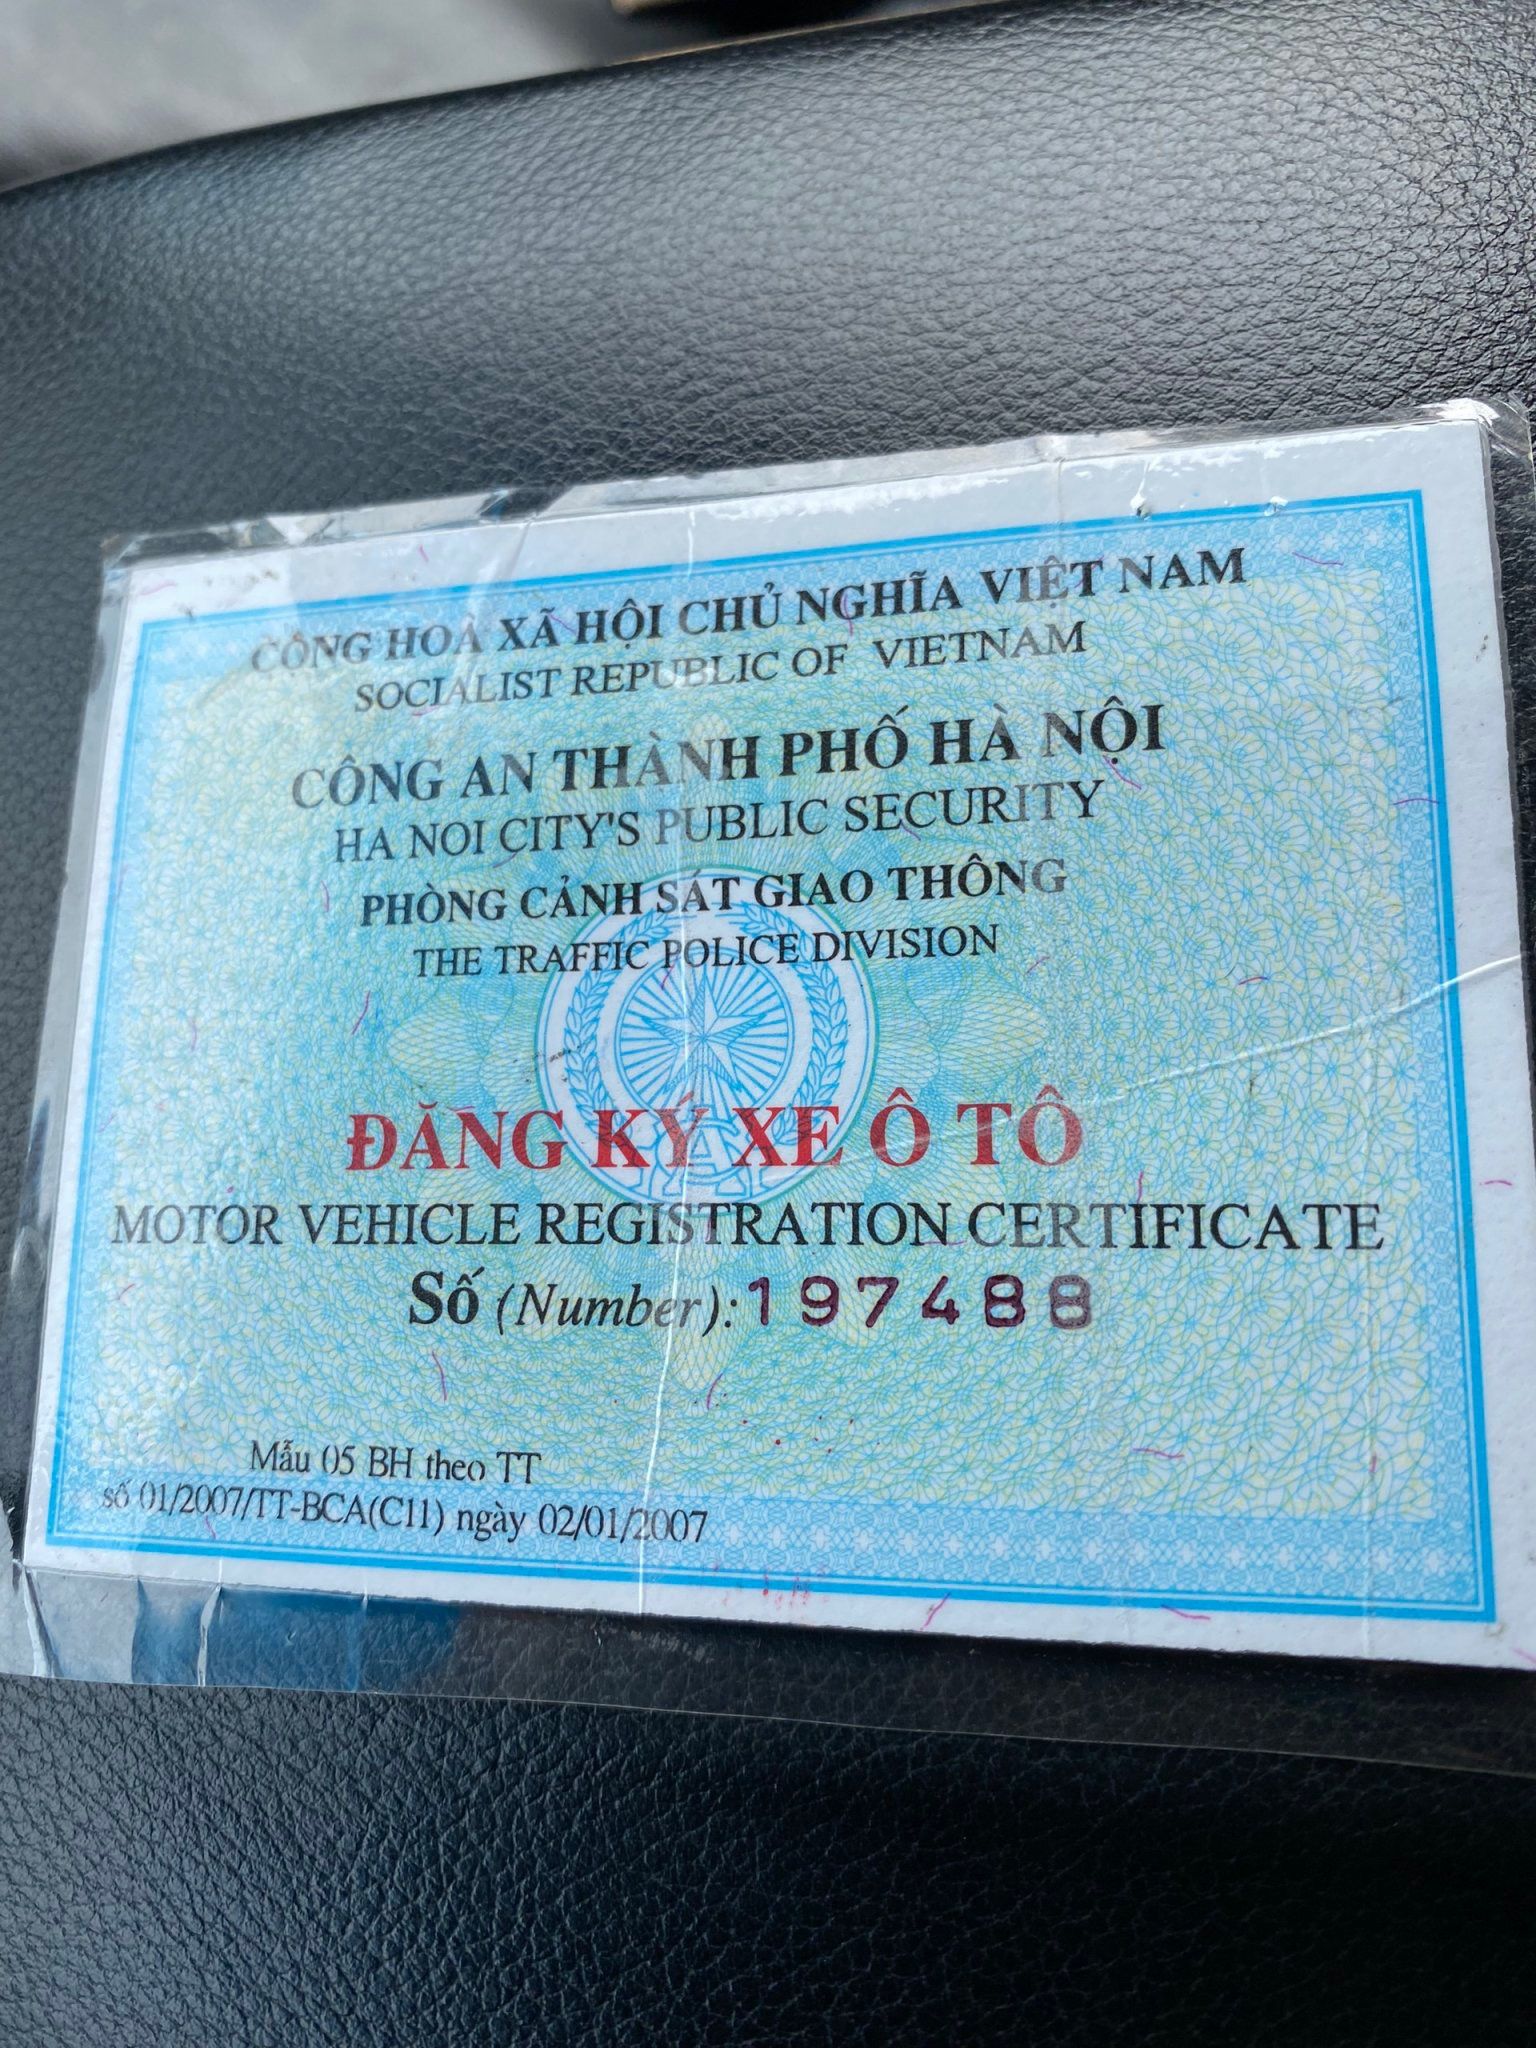 CỘNG HOÀ XÃ HỘI CHỦ NGHĨA VIỆT NAM
SOCIALIST REPUBLIC OF VIETNAM
CÔNG AN THÀNH PHỐ HÀ NỘI
HA NOI CITY'S PUBLIC SECURITY
PHÒNG CẢNH SÁT GIAO THÔNG
THE TRAFFIC POLICE DIVISION
ĐĂNG KÝ XE Ô TÔ
MOTOR VEHICLE REGISTRATION CERTIFICATE
Số (Number): 197488
Mẫu 05 BH theo TT
số 01/2007/TT-BCA(C11) ngày 02/01/2007